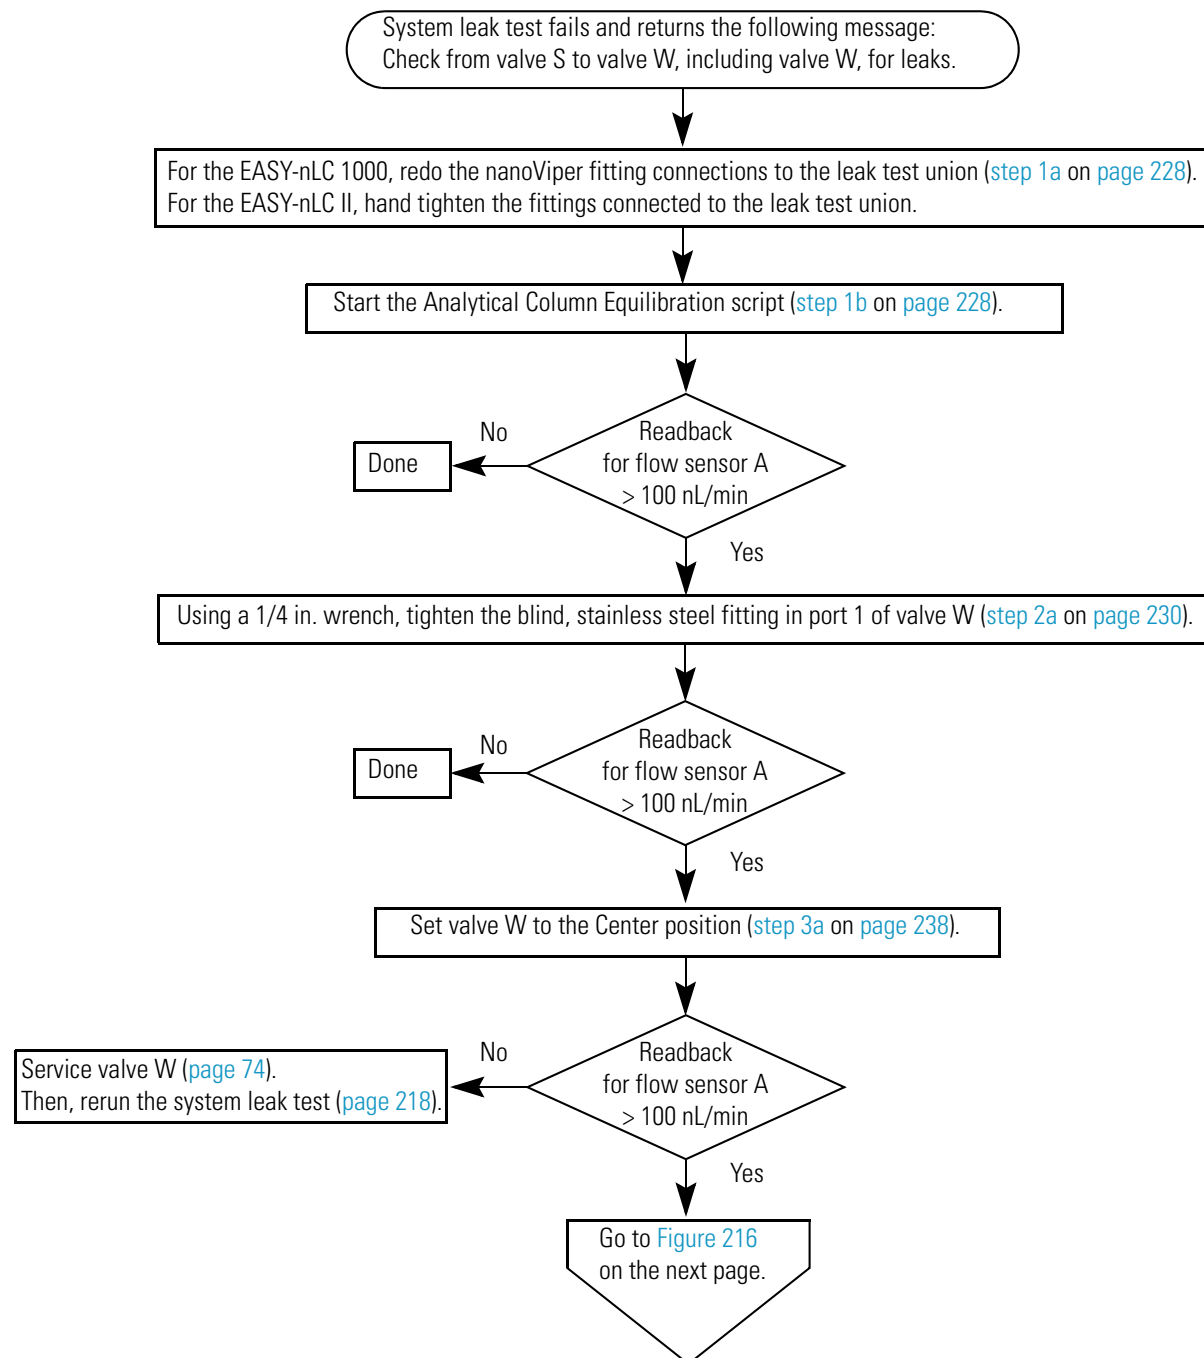 System leak test fails and returns the following message:
Check from valve S to valve W, including valve W, for leaks.
For the EASY-nLC 1000, redo the nanoViper fitting connections to the leak test union (step 1a on page 228).
For the EASY-nLC II, hand tighten the fittings connected to the leak test union.
Start the Analytical Column Equilibration script (step 1b on page 228).
No
Readback
for flow sensor A
> 100 nL/min
Done
Yes
Using a 1/4 in. wrench, tighten the blind, stainless steel fitting in port 1 of valve W (step 2a on page 230).
No
Readback
for flow sensor A
> 100 nL/min
Done
Yes
Set valve W to the Center position (step 3a on page 238).
No
Readback
for flow sensor A
> 100 nL/min
Service valve W (page 74).
Then, rerun the system leak test (page 218).
Yes
Go to Figure 216
on the next page.